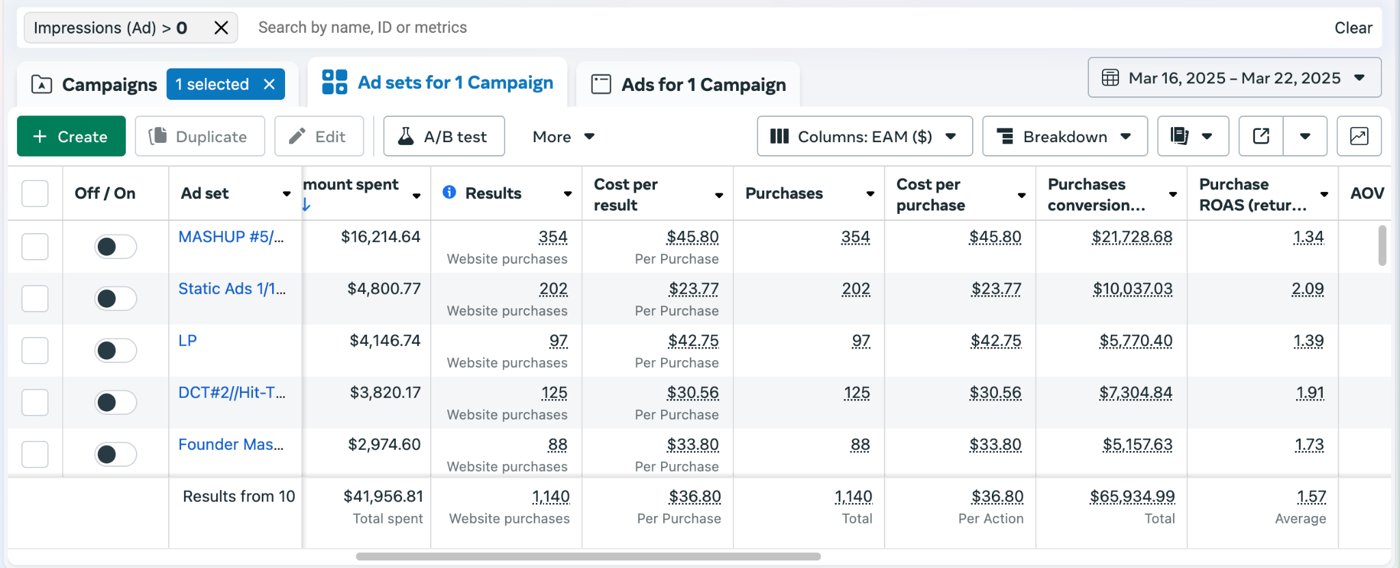 Impressions (Ad) > 0 Search by name, ID or metrics Clear
Campaigns 1 selected Ad sets for 1 Campaign Ads for 1 Campaign Mar 16, 2025 – Mar 22, 2025
+ Create Duplicate Edit A/B test More Columns: EAM ($) Breakdown
Off / On Ad set mount spent Results Cost per result Purchases Cost per purchase Purchases conversion... Purchase ROAS (retur... AOV
MASHUP #5/... $16,214.64 354 $45.80 354 $45.80 $21,728.68 1.34
Website purchases Per Purchase
Static Ads 1/1... $4,800.77 202 $23.77 202 $23.77 $10,037.03 2.09
Website purchases Per Purchase
LP $4,146.74 97 $42.75 97 $42.75 $5,770.40 1.39
Website purchases Per Purchase
DCT#2//Hit-T... $3,820.17 125 $30.56 125 $30.56 $7,304.84 1.91
Website purchases Per Purchase
Founder Mas... $2,974.60 88 $33.80 88 $33.80 $5,157.63 1.73
Website purchases Per Purchase
Results from 10 $41,956.81 1,140 $36.80 1,140 $36.80 $65,934.99 1.57
Total spent Website purchases Per Purchase Total Per Action Total Average